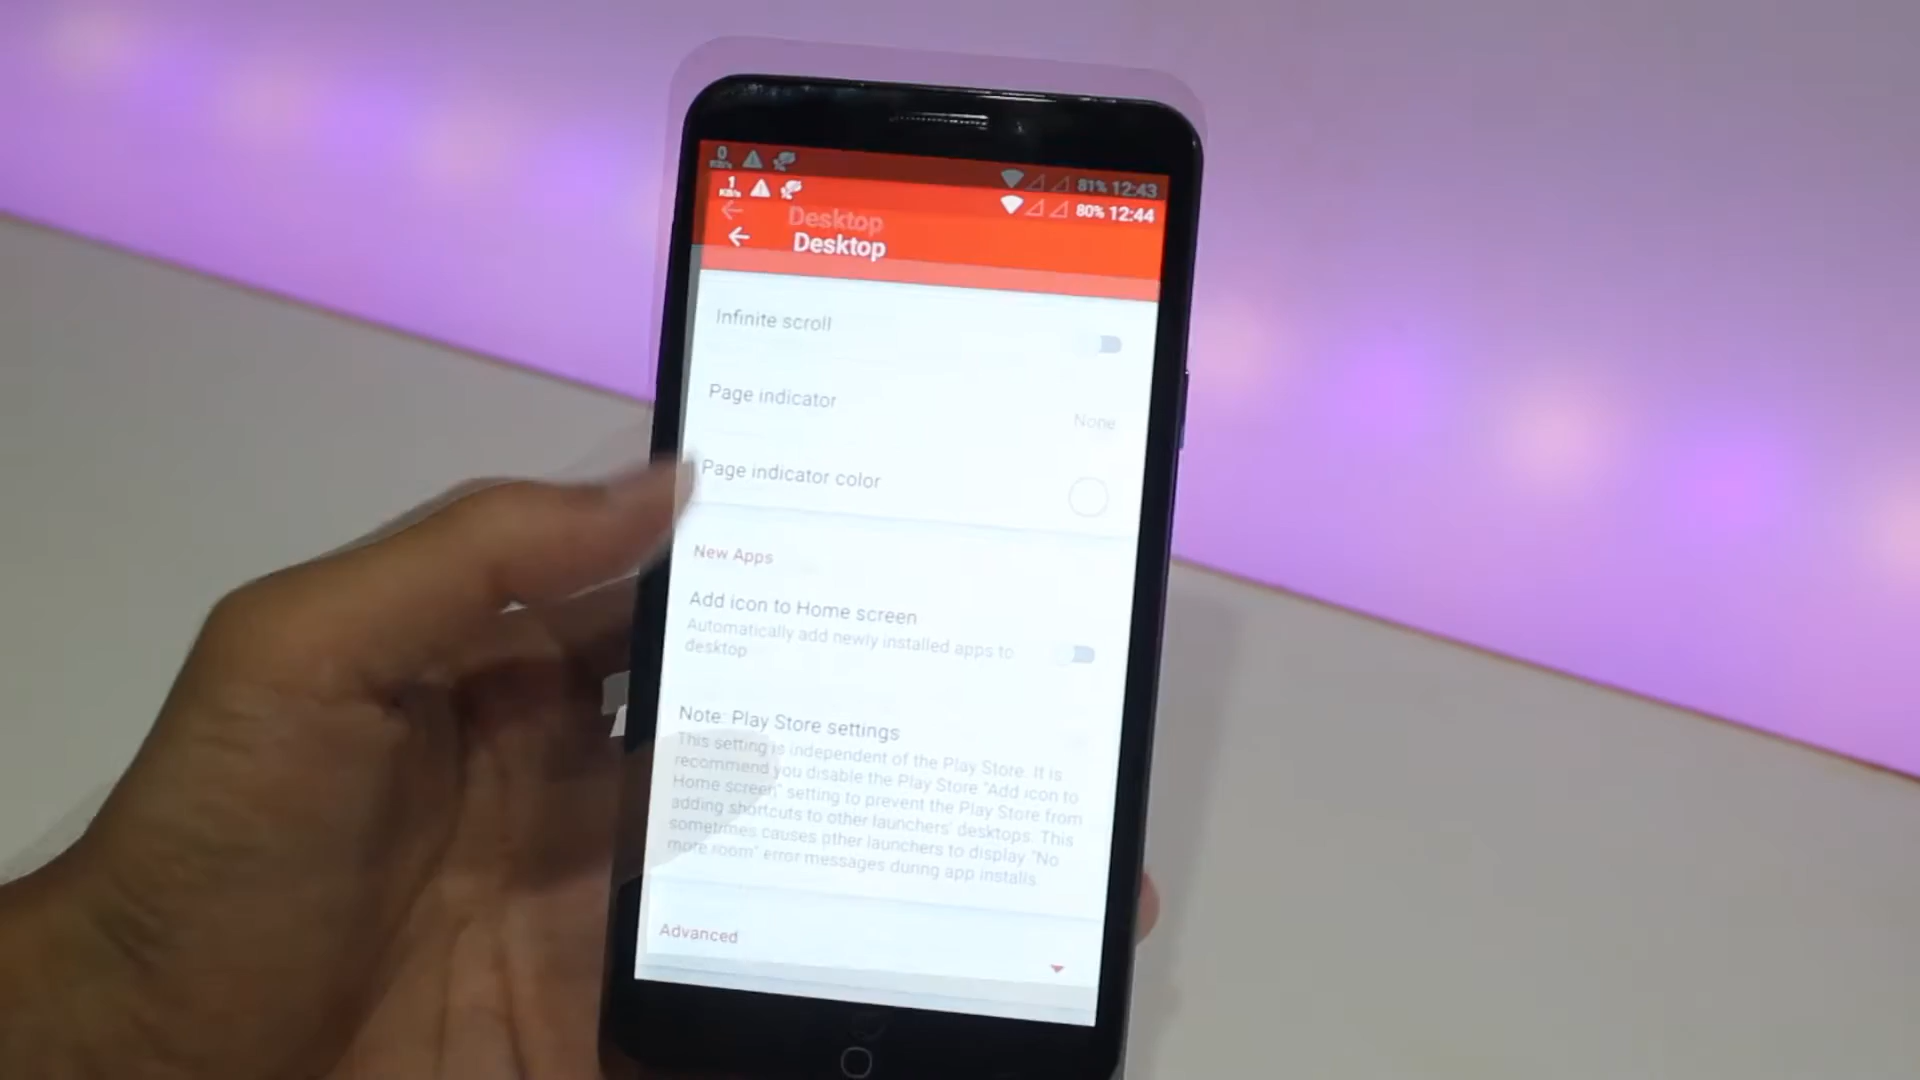 0 KB/s 81% 12:43
1 KB/s 80% 12:44
Desktop
Desktop
Infinite scroll
Page indicator
None
Page indicator color
New Apps
Add icon to Home screen
Automatically add newly installed apps to
desktop
Note: Play Store settings
This setting is independent of the Play Store. It is
recommend you disable the Play Store "Add icon to
Home screen" setting to prevent the Play Store from
adding shortcuts to other launchers' desktops. This
sometimes causes other launchers to display "No
more room" error messages during app installs
Advanced